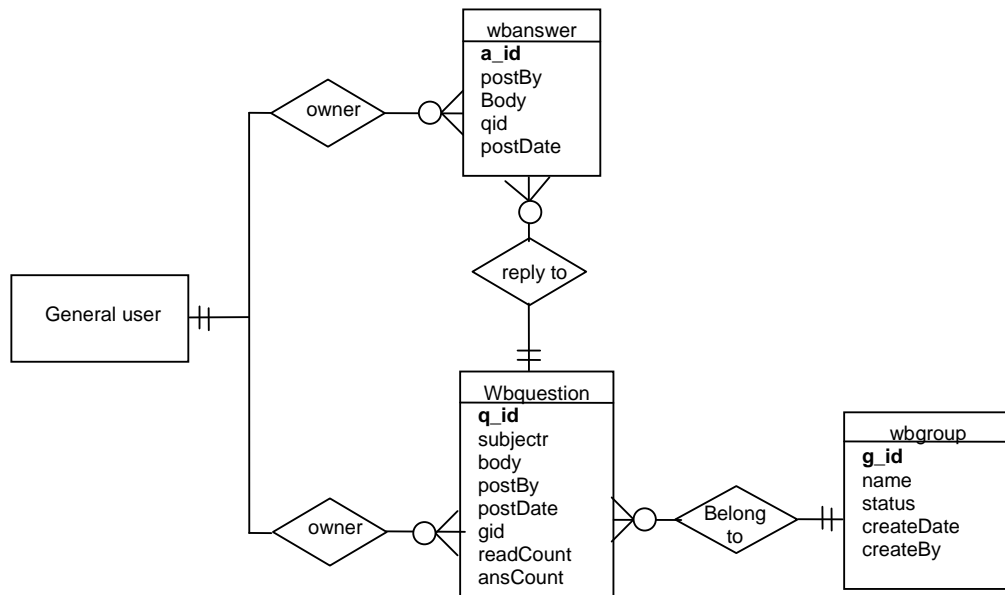 wbanswer
a_id
postBy
Body
qid
postDate
owner
reply to
General user
Wbquestion
q_id
subjectr
body
postBy
postDate
gid
readCount
ansCount
owner
Belong
to
wbgroup
g_id
name
status
createDate
createBy